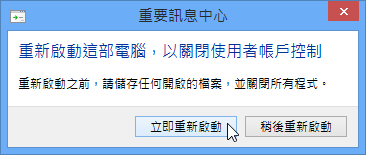 重要訊息中心
重新啟動這部電腦，以關閉使用者帳戶控制
重新啟動之前，請儲存任何開啟的檔案，並關閉所有程式。
立即重新啟動
稍後重新啟動